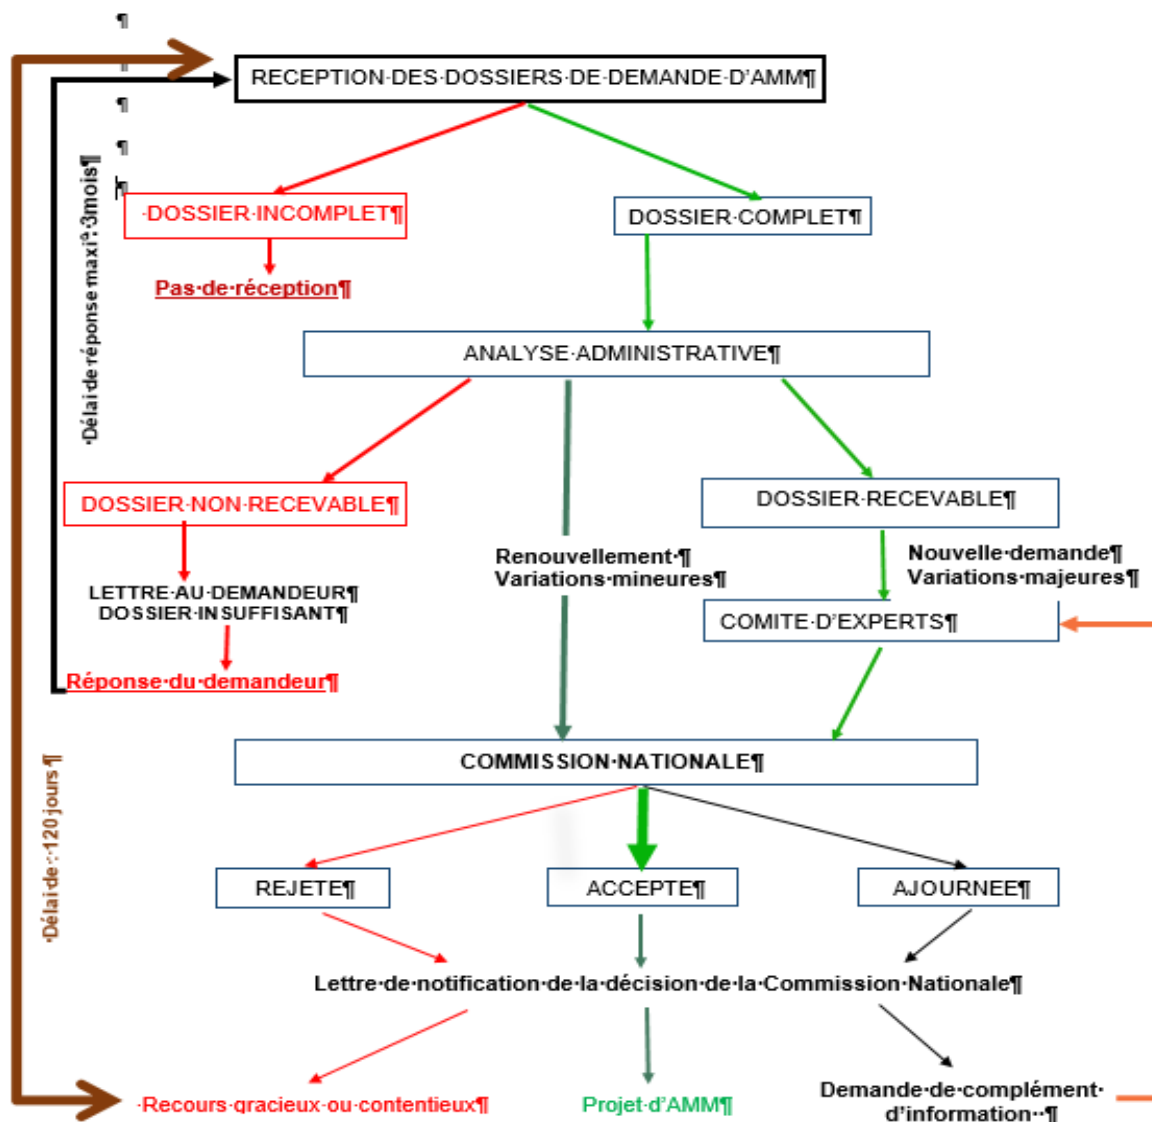 RECEPTION·DES·DOSSIERS·DE·DEMANDE·D’AMM¶
·DOSSIER·INCOMPLET¶
DOSSIER·COMPLET¶
Pas·de·réception¶
·Délai·de·réponse·maxi°:·3mois¶
ANALYSE·ADMINISTRATIVE¶
DOSSIER·NON·RECEVABLE¶
DOSSIER·RECEVABLE¶
Renouvellement·¶
Variations·mineures¶
Nouvelle·demande¶
Variations·majeures¶
LETTRE·AU·DEMANDEUR¶
DOSSIER·INSUFFISANT¶
COMITE·D’EXPERTS¶
Réponse·du·demandeur¶
COMMISSION·NATIONALE¶
·Délai·de·:·120 jours¶
REJETE¶
ACCEPTE¶
AJOURNEE¶
Lettre·de·notification·de·la·décision·de·la·Commission·Nationale¶
·Recours·gracieux·ou·contentieux¶
Projet·d’AMM¶
Demande·de·complément·
d’information··¶